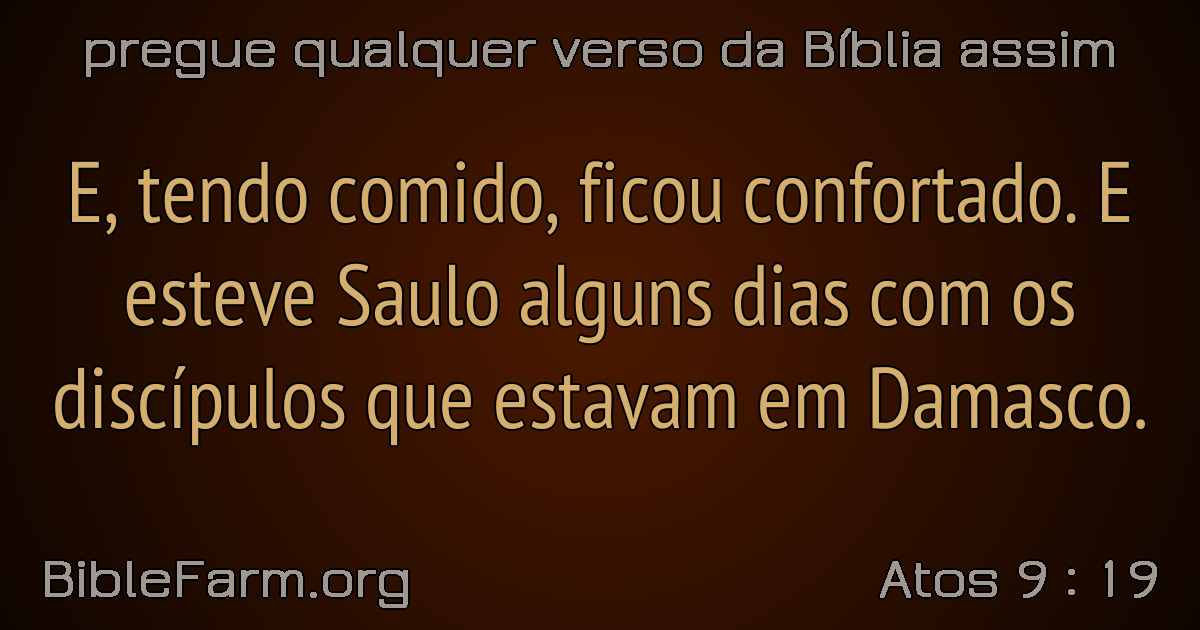 pregue qualquer verso da Bíblia assim
E, tendo comido, ficou confortado. E
esteve Saulo alguns dias com os
discípulos que estavam em Damasco.
BibleFarm.org
Atos 9 : 19